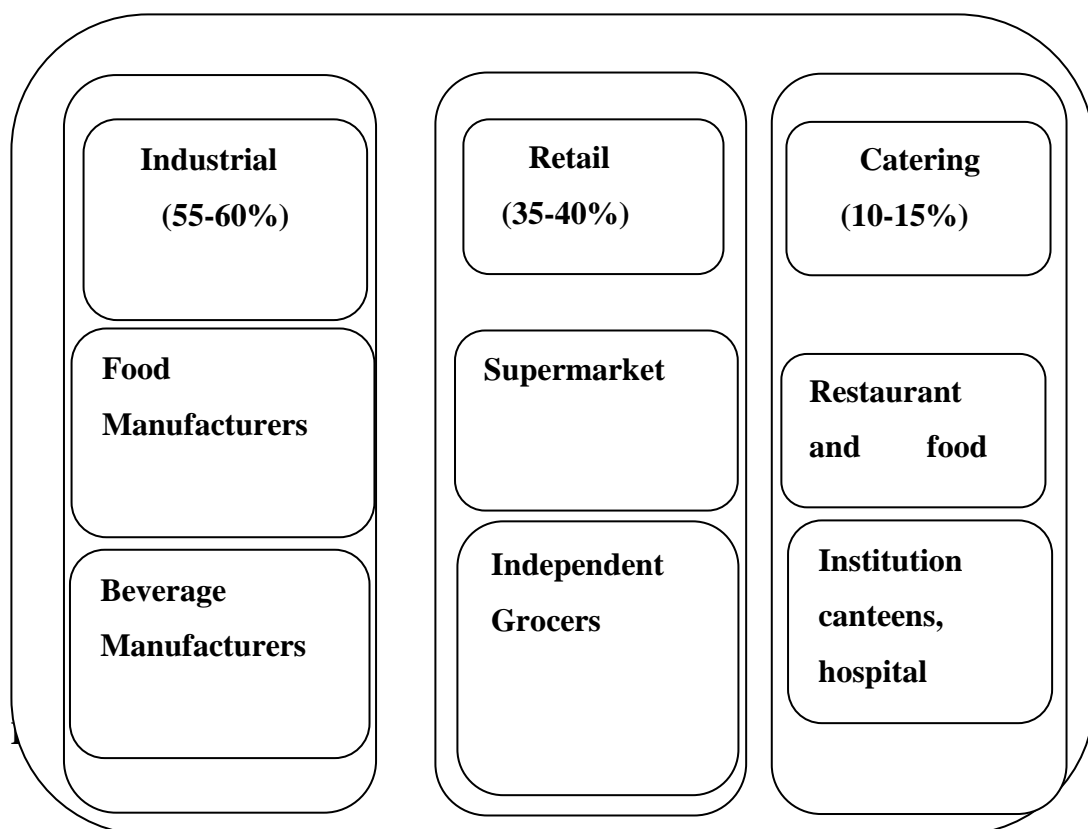 Industrial
(55-60%)
Food
Manufacturers
Beverage
Manufacturers
Retail
(35-40%)
Supermarket
Independent
Grocers
Catering
(10-15%)
Restaurant
and food
Institution
canteens,
hospital